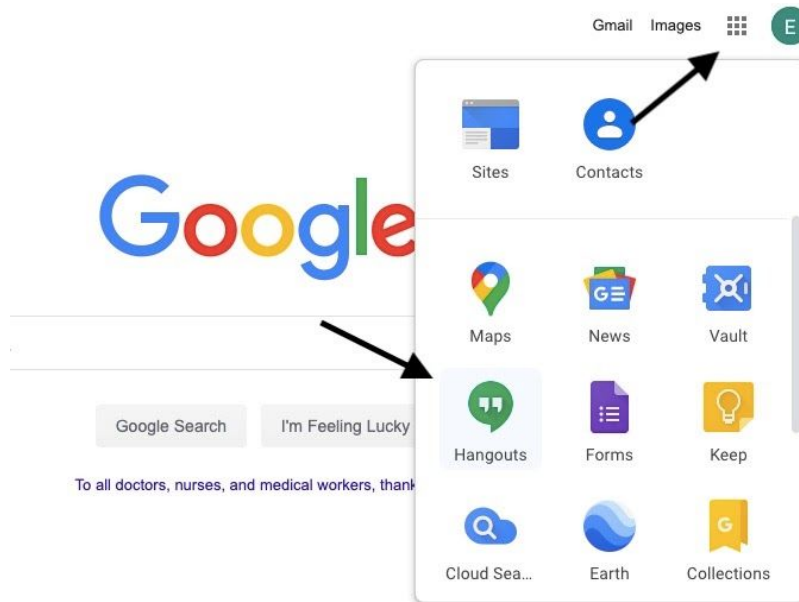 Gmail Images
E
Sites Contacts
Google
Maps News Vault
GE
Google Search I'm Feeling Lucky
Hangouts Forms Keep
To all doctors, nurses, and medical workers,
G
Cloud Sea... Earth Collections